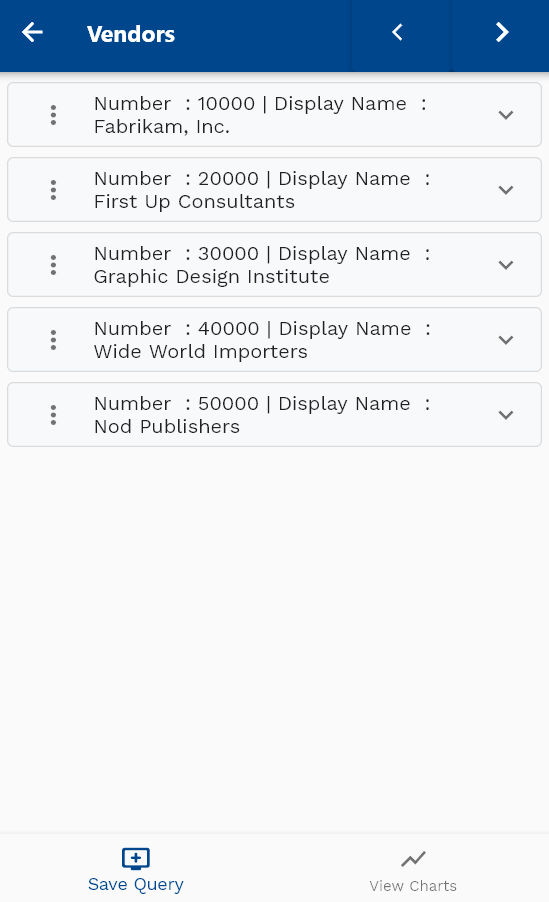 Vendors
Number : 10000 | Display Name :
Fabrikam, Inc.
Number : 20000 | Display Name :
First Up Consultants
Number : 30000 | Display Name :
Graphic Design Institute
Number : 40000 | Display Name :
Wide World Importers
Number : 50000 | Display Name :
Nod Publishers
Save Query
View Charts